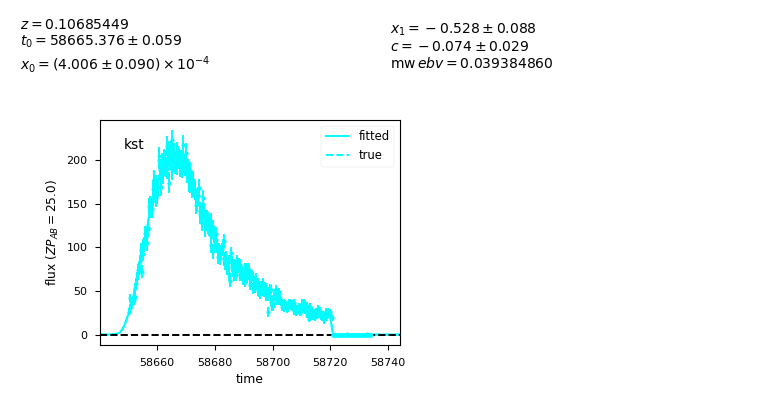 z = 0.10685449
t₀ = 58665.376 ± 0.059
x₀ = (4.006 ± 0.090) × 10⁻⁴
x₁ = −0.528 ± 0.088
c = −0.074 ± 0.029
mw ebv = 0.039384860
kst
fitted
true
flux (ZP_AB = 25.0)
200
150
100
50
0
58660 58680 58700 58720 58740
time